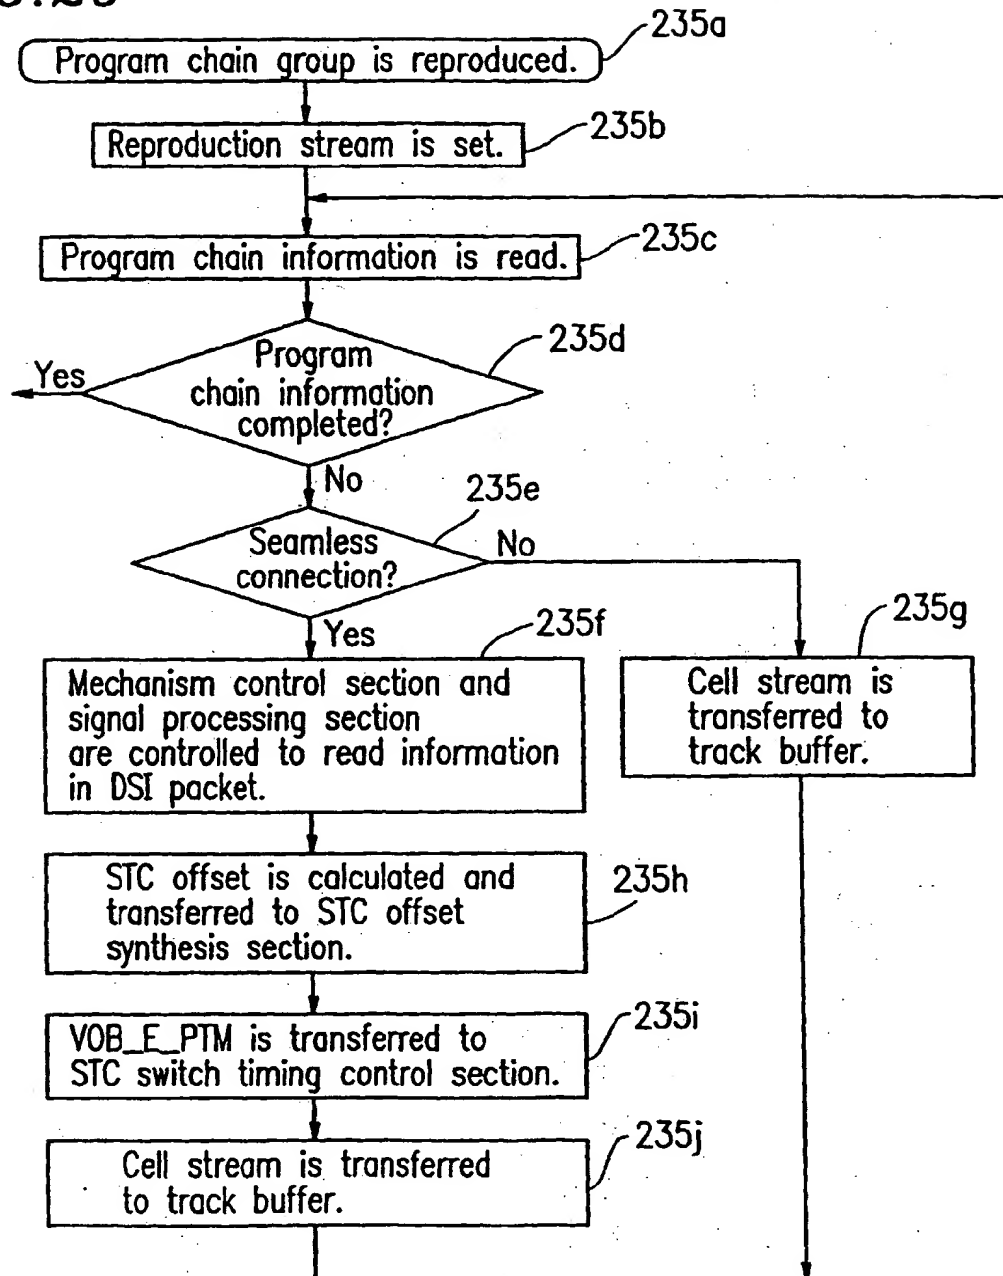 235a
Program chain group is reproduced.
235b
Reproduction stream is set.
235c
Program chain information is read.
235d
Program
chain information
completed?
Yes
No
235e
Seamless
connection?
No
Yes
235f
Mechanism control section and
signal processing section
are controlled to read information
in DSI packet.
235g
Cell stream is
transferred to
track buffer.
STC offset is calculated and
transferred to STC offset
synthesis section.
235h
VOB_E_PTM is transferred to
STC switch timing control section.
235i
Cell stream is transferred
to track buffer.
235j